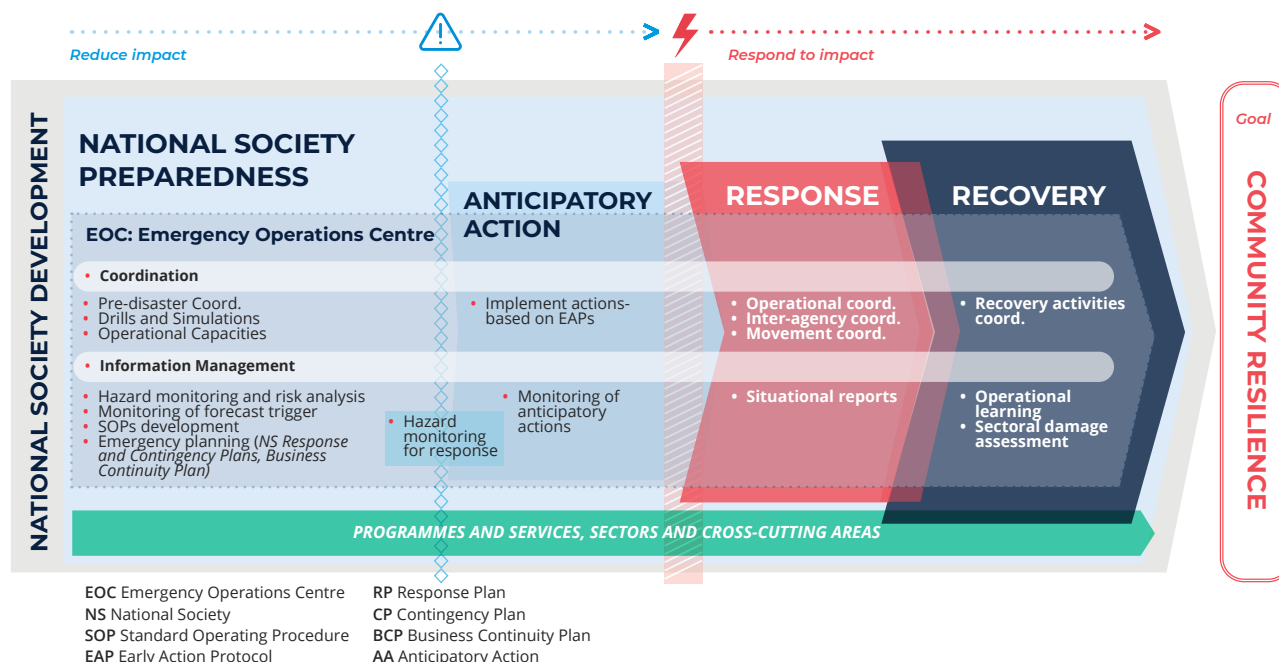 Reduce impact
Respond to impact
NATIONAL SOCIETY DEVELOPMENT
NATIONAL SOCIETY
PREPAREDNESS
ANTICIPATORY
ACTION
RESPONSE
RECOVERY
Goal
COMMUNITY RESILIENCE
EOC: Emergency Operations Centre
• Coordination
• Pre-disaster Coord.
• Drills and Simulations
• Operational Capacities
• Implement actions-
based on EAPs
• Operational coord.
• Inter-agency coord.
• Movement coord.
• Recovery activities
coord.
• Information Management
• Hazard monitoring and risk analysis
• Monitoring of forecast trigger
• SOPs development
• Emergency planning (NS Response
and Contingency Plans, Business
Continuity Plan)
• Hazard
monitoring
for response
• Monitoring of
anticipatory
actions
• Situational reports
• Operational
learning
• Sectoral damage
assessment
PROGRAMMES AND SERVICES, SECTORS AND CROSS-CUTTING AREAS
EOC Emergency Operations Centre
NS National Society
SOP Standard Operating Procedure
EAP Early Action Protocol
RP Response Plan
CP Contingency Plan
BCP Business Continuity Plan
AA Anticipatory Action